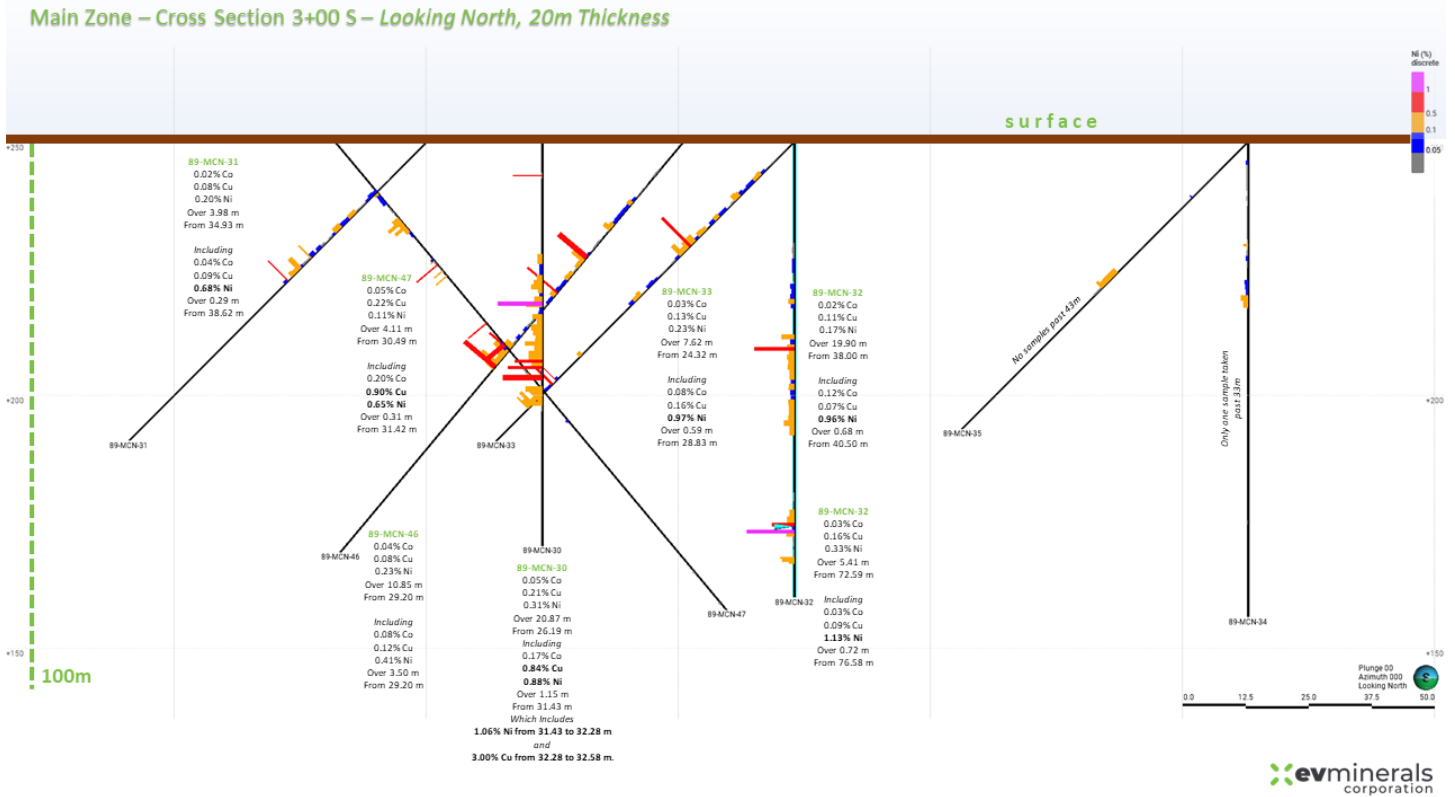 Main Zone – Cross Section 3+00 S – Looking North, 20m Thickness
Ni (%)
discrete
1
0.5
0.1
0.05
surface
+250
+250
89-MCN-31
0.02% Co
0.08% Cu
0.20% Ni
Over 3.98 m
From 34.93 m
Including
0.04% Co
0.09% Cu
0.68% Ni
Over 0.29 m
From 38.62 m
89-MCN-47
0.05% Co
0.22% Cu
0.11% Ni
Over 4.11 m
From 30.49 m
Including
0.20% Co
0.90% Cu
0.65% Ni
Over 0.31 m
From 31.42 m
89-MCN-33
0.03% Co
0.13% Cu
0.23% Ni
Over 7.62 m
From 24.32 m
Including
0.08% Co
0.16% Cu
0.97% Ni
Over 0.59 m
From 28.83 m
89-MCN-32
0.02% Co
0.11% Cu
0.17% Ni
Over 19.90 m
From 38.00 m
Including
0.12% Co
0.07% Cu
0.96% Ni
Over 0.68 m
From 40.50 m
No samples past 43m
Only one sample taken
past 33m
+200
+200
89-MCN-31
89-MCN-33
89-MCN-35
89-MCN-46
89-MCN-30
89-MCN-32
89-MCN-47
89-MCN-34
89-MCN-46
0.04% Co
0.08% Cu
0.23% Ni
Over 10.85 m
From 29.20 m
Including
0.08% Co
0.12% Cu
0.41% Ni
Over 3.50 m
From 29.20 m
89-MCN-30
0.05% Co
0.21% Cu
0.31% Ni
Over 20.87 m
From 26.19 m
Including
0.17% Co
0.84% Cu
0.88% Ni
Over 1.15 m
From 31.43 m
Which Includes
1.06% Ni from 31.43 to 32.28 m
and
3.00% Cu from 32.28 to 32.58 m.
89-MCN-32
0.03% Co
0.16% Cu
0.33% Ni
Over 5.41 m
From 72.59 m
Including
0.03% Co
0.09% Cu
1.13% Ni
Over 0.72 m
From 76.58 m
+150
+150
100m
Plunge 00
Azimuth 000
Looking North
S
0.0 12.5 25.0 37.5 50.0
evminerals
corporation